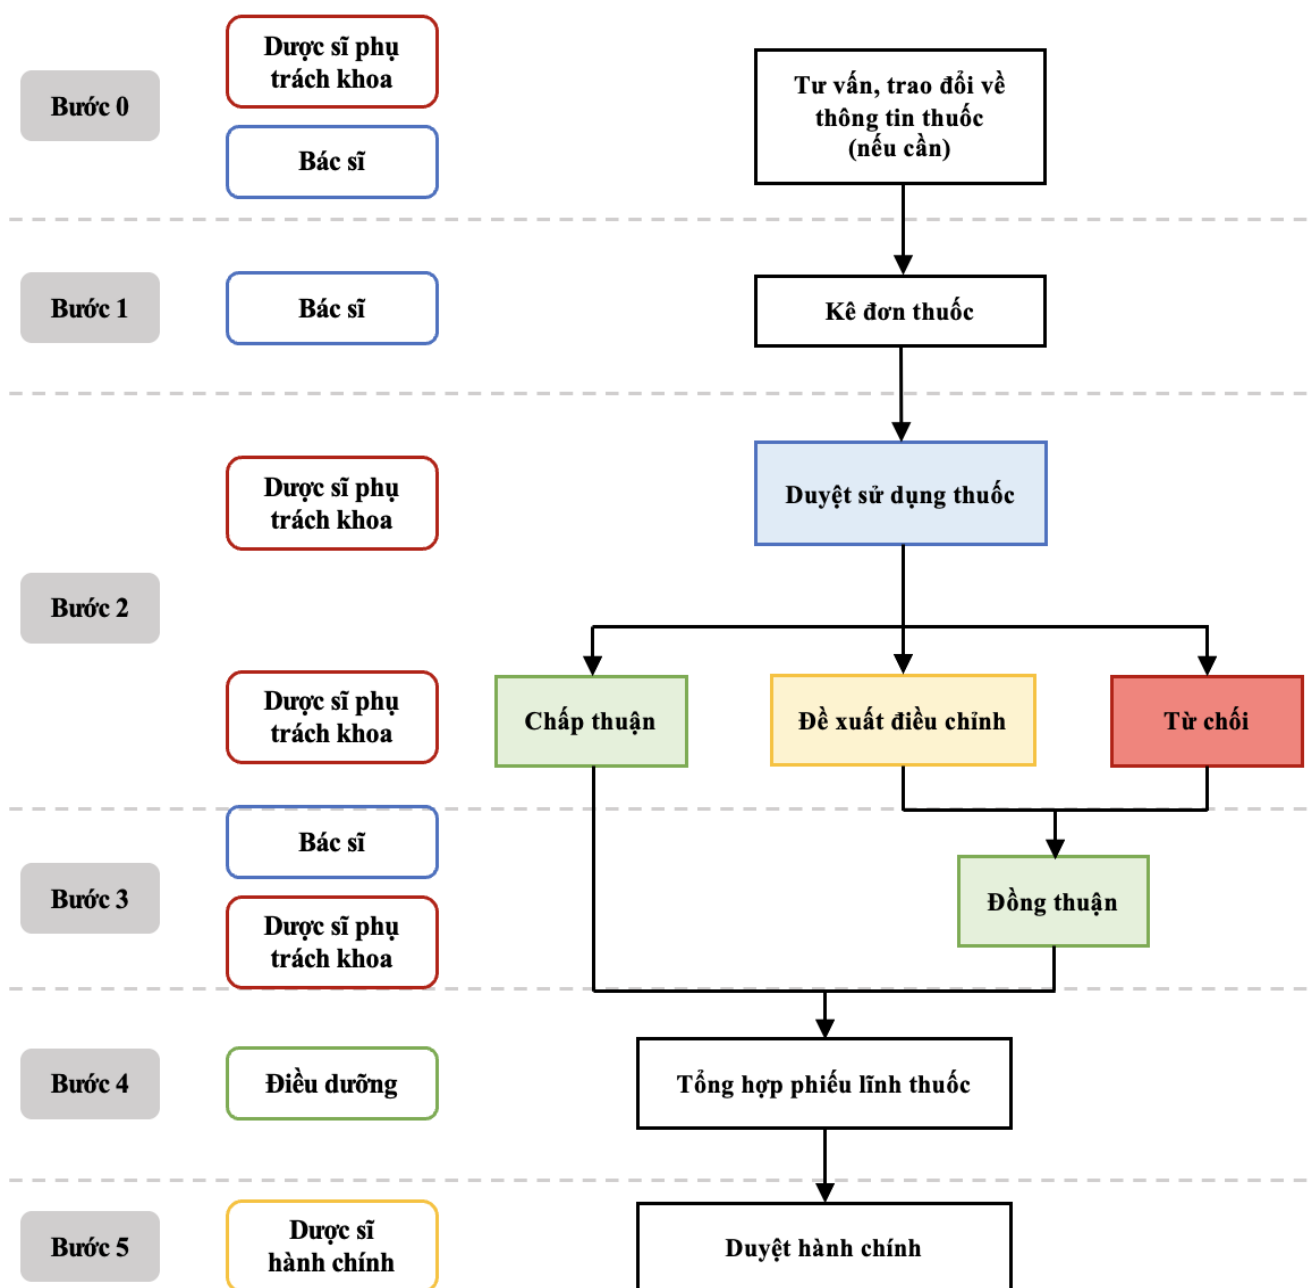 Bước 0
Dược sĩ phụ
trách khoa
Bác sĩ
Tư vấn, trao đổi về
thông tin thuốc
(nếu cần)
Bước 1
Bác sĩ
Kê đơn thuốc
Bước 2
Dược sĩ phụ
trách khoa
Duyệt sử dụng thuốc
Dược sĩ phụ
trách khoa
Chấp thuận
Đề xuất điều chỉnh
Từ chối
Bước 3
Bác sĩ
Dược sĩ phụ
trách khoa
Đồng thuận
Bước 4
Điều dưỡng
Tổng hợp phiếu lĩnh thuốc
Bước 5
Dược sĩ
hành chính
Duyệt hành chính